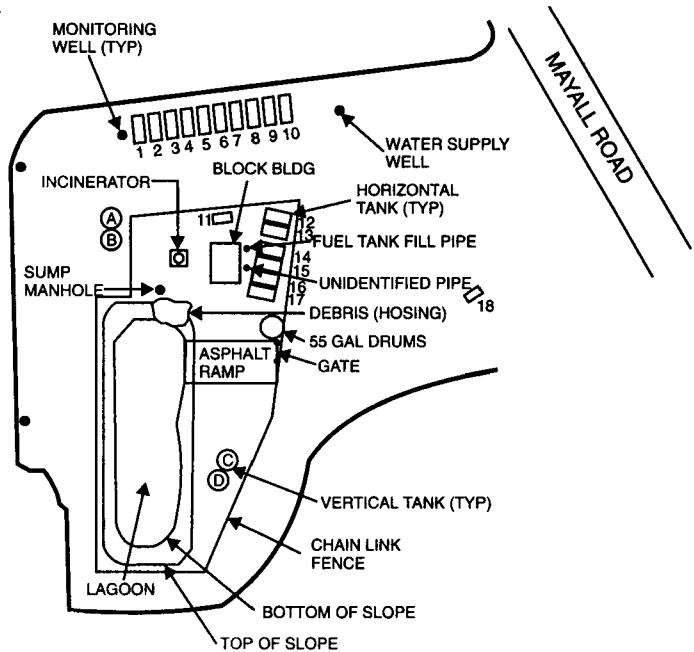 MONITORING
WELL (TYP)
MAYALL ROAD
1 2 3 4 5 6 7 8 9 10
WATER SUPPLY
WELL
BLOCK BLDG
INCINERATOR
HORIZONTAL
TANK (TYP)
A
11
12
B
13
FUEL TANK FILL PIPE
14
SUMP
MANHOLE
15
UNIDENTIFIED PIPE
16
17
18
DEBRIS (HOSING)
55 GAL DRUMS
ASPHALT
RAMP
GATE
C
D
VERTICAL TANK (TYP)
CHAIN LINK
FENCE
LAGOON
BOTTOM OF SLOPE
TOP OF SLOPE